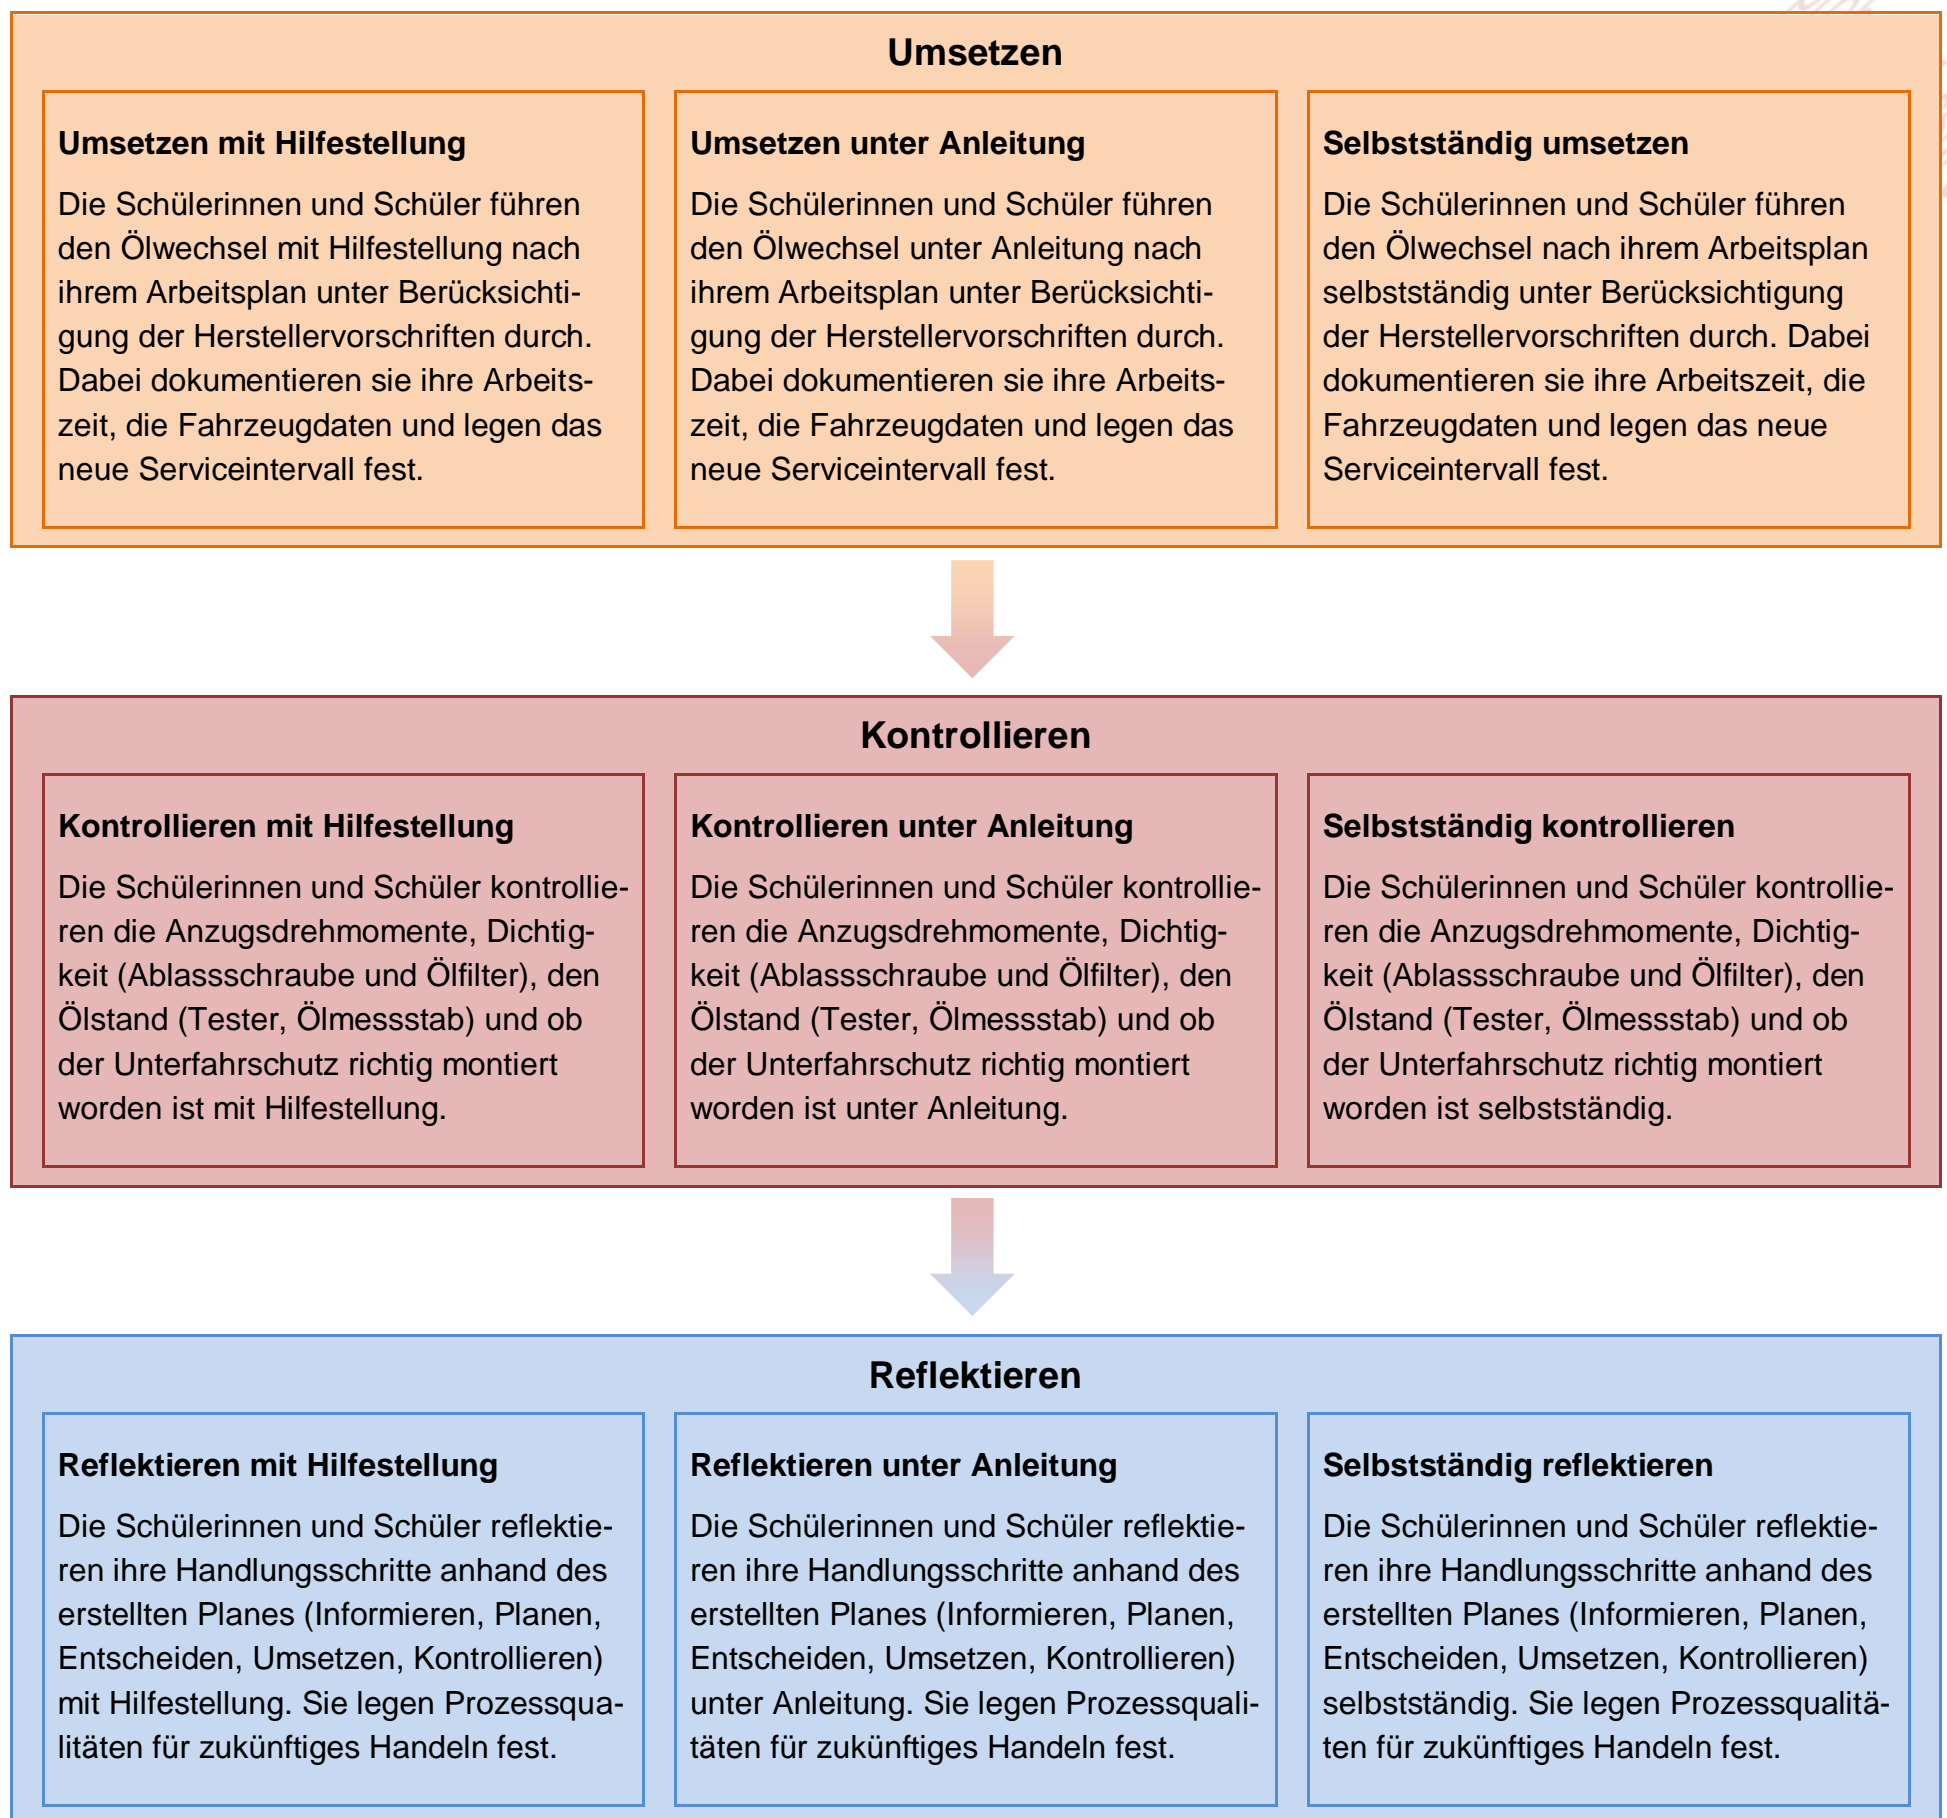 Umsetzen
Umsetzen mit Hilfestellung
Die Schülerinnen und Schüler führen
den Ölwechsel mit Hilfestellung nach
ihrem Arbeitsplan unter Berücksichti-
gung der Herstellervorschriften durch.
Dabei dokumentieren sie ihre Arbeits-
zeit, die Fahrzeugdaten und legen das
neue Serviceintervall fest.
Umsetzen unter Anleitung
Die Schülerinnen und Schüler führen
den Ölwechsel unter Anleitung nach
ihrem Arbeitsplan unter Berücksichti-
gung der Herstellervorschriften durch.
Dabei dokumentieren sie ihre Arbeits-
zeit, die Fahrzeugdaten und legen das
neue Serviceintervall fest.
Selbstständig umsetzen
Die Schülerinnen und Schüler führen
den Ölwechsel nach ihrem Arbeitsplan
selbstständig unter Berücksichtigung
der Herstellervorschriften durch. Dabei
dokumentieren sie ihre Arbeitszeit, die
Fahrzeugdaten und legen das neue
Serviceintervall fest.
Kontrollieren
Kontrollieren mit Hilfestellung
Die Schülerinnen und Schüler kontrollie-
ren die Anzugsdrehmomente, Dichtig-
keit (Ablassschraube und Ölfilter), den
Ölstand (Tester, Ölmessstab) und ob
der Unterfahrschutz richtig montiert
worden ist mit Hilfestellung.
Kontrollieren unter Anleitung
Die Schülerinnen und Schüler kontrollie-
ren die Anzugsdrehmomente, Dichtig-
keit (Ablassschraube und Ölfilter), den
Ölstand (Tester, Ölmessstab) und ob
der Unterfahrschutz richtig montiert
worden ist unter Anleitung.
Selbstständig kontrollieren
Die Schülerinnen und Schüler kontrollie-
ren die Anzugsdrehmomente, Dichtig-
keit (Ablassschraube und Ölfilter), den
Ölstand (Tester, Ölmessstab) und ob
der Unterfahrschutz richtig montiert
worden ist selbstständig.
Reflektieren
Reflektieren mit Hilfestellung
Die Schülerinnen und Schüler reflektie-
ren ihre Handlungsschritte anhand des
erstellten Planes (Informieren, Planen,
Entscheiden, Umsetzen, Kontrollieren)
mit Hilfestellung. Sie legen Prozessqua-
litäten für zukünftiges Handeln fest.
Reflektieren unter Anleitung
Die Schülerinnen und Schüler reflektie-
ren ihre Handlungsschritte anhand des
erstellten Planes (Informieren, Planen,
Entscheiden, Umsetzen, Kontrollieren)
unter Anleitung. Sie legen Prozessquali-
täten für zukünftiges Handeln fest.
Selbstständig reflektieren
Die Schülerinnen und Schüler reflektie-
ren ihre Handlungsschritte anhand des
erstellten Planes (Informieren, Planen,
Entscheiden, Umsetzen, Kontrollieren)
selbstständig. Sie legen Prozessqualitä-
ten für zukünftiges Handeln fest.